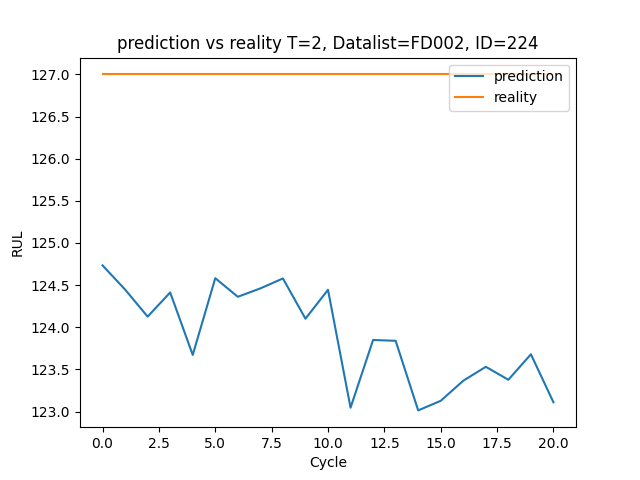 prediction vs reality T=2, Datalist=FD002, ID=224
prediction
reality
127.0
126.5
126.0
125.5
125.0
124.5
124.0
123.5
123.0
RUL
0.0 2.5 5.0 7.5 10.0 12.5 15.0 17.5 20.0
Cycle